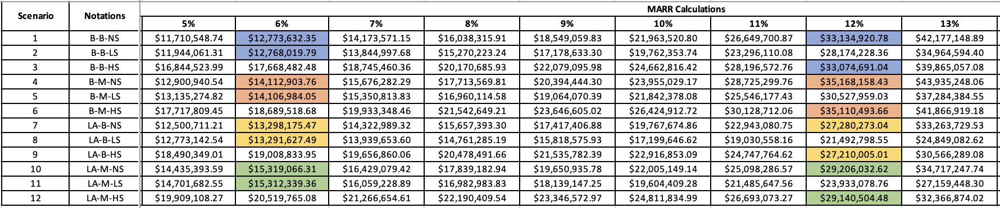 MARR Calculations
Scenario Notations
5% 6% 7% 8% 9% 10% 11% 12% 13%
1 B-B-NS $11,710,548.74 $12,773,632.35 $14,173,571.15 $16,038,315.91 $18,549,059.83 $21,963,520.80 $26,649,700.87 $33,134,920.78 $42,177,148.89
2 B-B-LS $11,944,061.31 $12,768,019.79 $13,844,997.68 $15,270,223.24 $17,178,633.30 $19,762,353.74 $23,296,110.08 $28,174,228.36 $34,964,594.40
3 B-B-HS $16,844,523.99 $17,668,482.48 $18,745,460.36 $20,170,685.93 $22,079,095.98 $24,662,816.42 $28,196,572.76 $33,074,691.04 $39,865,057.08
4 B-M-NS $12,900,940.54 $14,112,903.76 $15,676,282.29 $17,713,569.81 $20,394,444.30 $23,955,029.17 $28,725,299.76 $35,168,158.43 $43,935,248.06
5 B-M-LS $13,135,274.82 $14,106,984.05 $15,350,813.83 $16,960,114.58 $19,064,070.39 $21,842,378.08 $25,546,177.43 $30,527,959.03 $37,284,384.55
6 B-M-HS $17,717,809.45 $18,689,518.68 $19,933,348.46 $21,542,649.21 $23,646,605.02 $26,424,912.72 $30,128,712.06 $35,110,493.66 $41,866,919.18
7 LA-B-NS $12,500,711.21 $13,298,175.47 $14,322,989.32 $15,657,393.30 $17,417,406.88 $19,767,674.86 $22,943,080.75 $27,280,273.04 $33,263,729.53
8 LA-B-LS $12,773,142.54 $13,291,627.49 $13,939,653.60 $14,761,285.19 $15,818,575.93 $17,199,646.62 $19,030,558.16 $21,492,798.55 $24,849,082.62
9 LA-B-HS $18,490,349.01 $19,008,833.95 $19,656,860.06 $20,478,491.66 $21,535,782.39 $22,916,853.09 $24,747,764.62 $27,210,005.01 $30,566,289.08
10 LA-M-NS $14,435,393.59 $15,319,066.31 $16,429,079.42 $17,839,182.94 $19,650,935.78 $22,005,149.14 $25,098,286.57 $29,206,032.62 $34,717,247.74
11 LA-M-LS $14,701,682.55 $15,312,339.36 $16,059,228.89 $16,982,983.83 $18,139,147.25 $19,604,409.28 $21,485,647.56 $23,933,078.76 $27,159,448.30
12 LA-M-HS $19,909,108.27 $20,519,765.08 $21,266,654.61 $22,190,409.54 $23,346,572.97 $24,811,834.99 $26,693,073.27 $29,140,504.48 $32,366,874.02